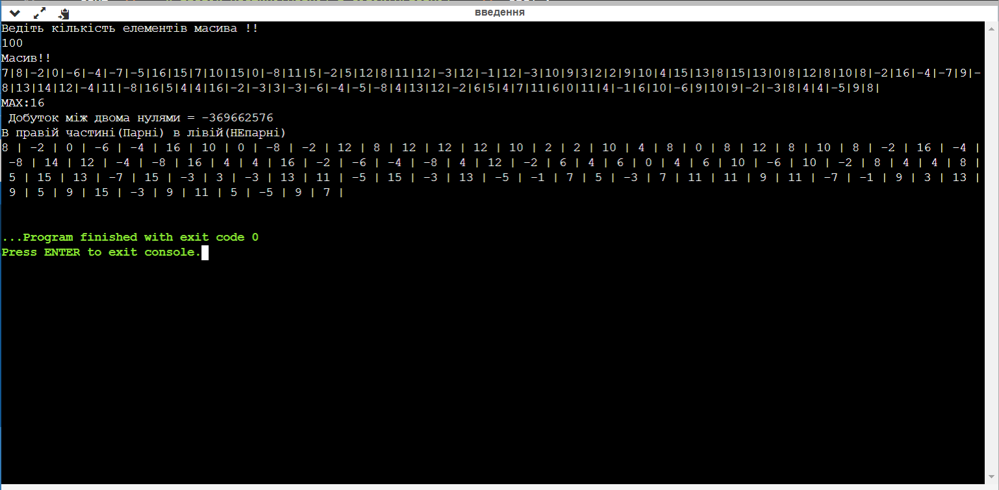 введення
Ведіть кількість елементів масива !!
100
Масив!!
7|8|-2|0|-6|-4|-7|-5|16|15|7|10|15|0|-8|11|5|-2|5|12|8|11|12|-3|12|-1|12|-3|10|9|3|2|2|9|10|4|15|13|8|15|13|0|8|12|8|10|8|-2|16|-4|-7|9|-
8|13|14|12|-4|11|-8|16|5|4|4|16|-2|-3|3|-3|-6|-4|-5|-8|4|13|12|-2|6|5|4|7|11|6|0|11|4|-1|6|10|-6|9|10|9|-2|-3|8|4|4|-5|9|8|
MAX:16
Добуток між двома нулями = -369662576
В правій частині(Парні) в лівій(НЕпарні)
8 | -2 | 0 | -6 | -4 | 16 | 10 | 0 | -8 | -2 | 12 | 8 | 12 | 12 | 12 | 10 | 2 | 2 | 10 | 4 | 8 | 0 | 8 | 12 | 8 | 10 | 8 | -2 | 16 | -4 |
-8 | 14 | 12 | -4 | -8 | 16 | 4 | 4 | 16 | -2 | -6 | -4 | -8 | 4 | 12 | -2 | 6 | 4 | 6 | 0 | 4 | 6 | 10 | -6 | 10 | -2 | 8 | 4 | 4 | 8 |
5 | 15 | 13 | -7 | 15 | -3 | 3 | -3 | 13 | 11 | -5 | 15 | -3 | 13 | -5 | -1 | 7 | 5 | -3 | 7 | 11 | 11 | 9 | 11 | -7 | -1 | 9 | 3 | 13 |
9 | 5 | 9 | 15 | -3 | 9 | 11 | 5 | -5 | 9 | 7 |
...Program finished with exit code 0
Press ENTER to exit console.